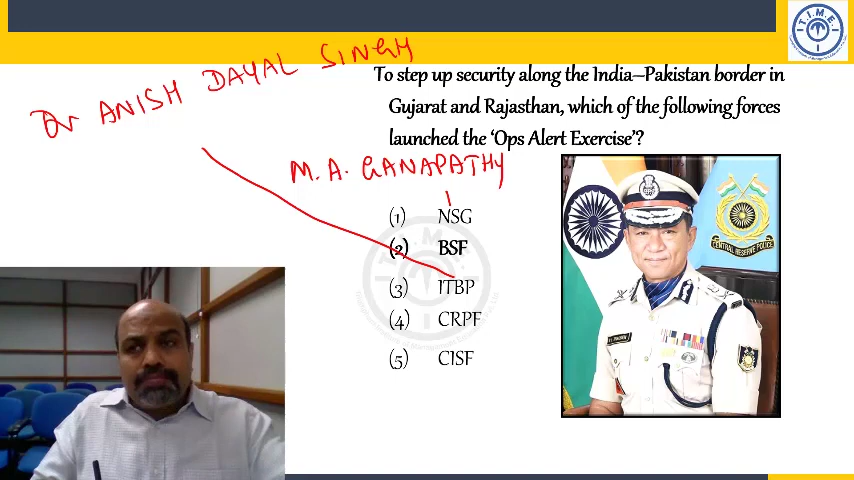 T.I.M.E.
Dr ANISH DAYAL SINGH
To step up security along the India–Pakistan border in
Gujarat and Rajasthan, which of the following forces
launched the ‘Ops Alert Exercise’?
M. A. GANAPATHY
(1) NSG
(2) BSF
(3) ITBP
(4) CRPF
(5) CISF
CENTRAL RESERVE POLICE